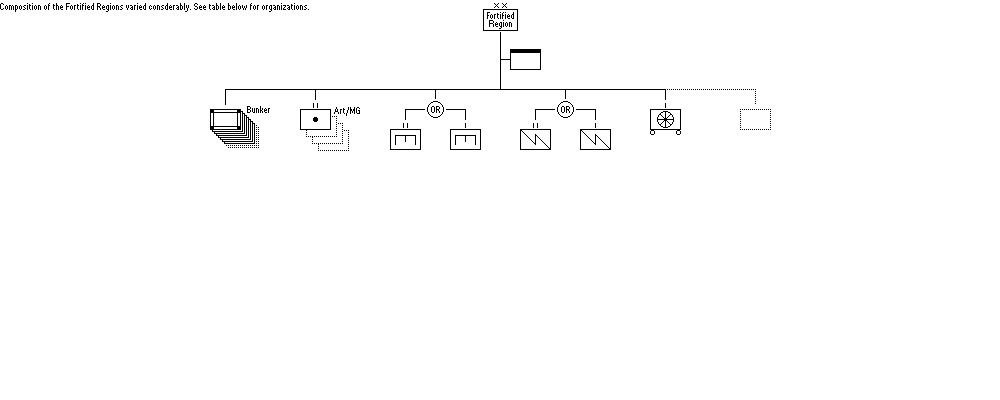 Composition of the Fortified Regions varied consderably. See table below for organizations.
Fortified
Region
Bunker
Art/MG
OR
OR